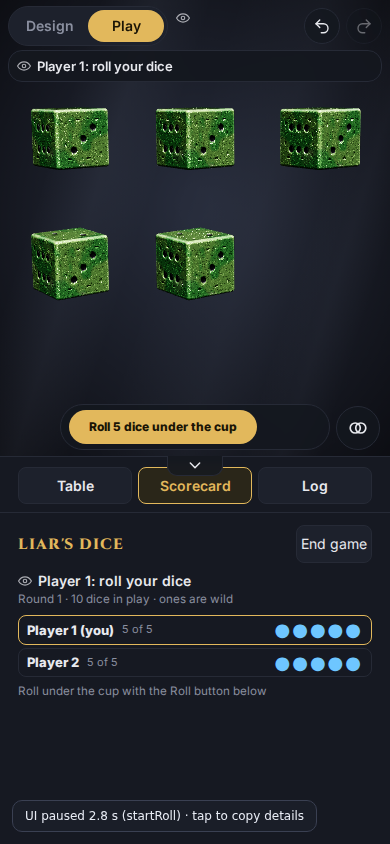 Design
Play
Player 1: roll your dice
Roll 5 dice under the cup
Table
Scorecard
Log
LIAR'S DICE
End game
Player 1: roll your dice
Round 1 · 10 dice in play · ones are wild
Player 1 (you) 5 of 5
Player 2 5 of 5
Roll under the cup with the Roll button below
UI paused 2.8 s (startRoll) · tap to copy details